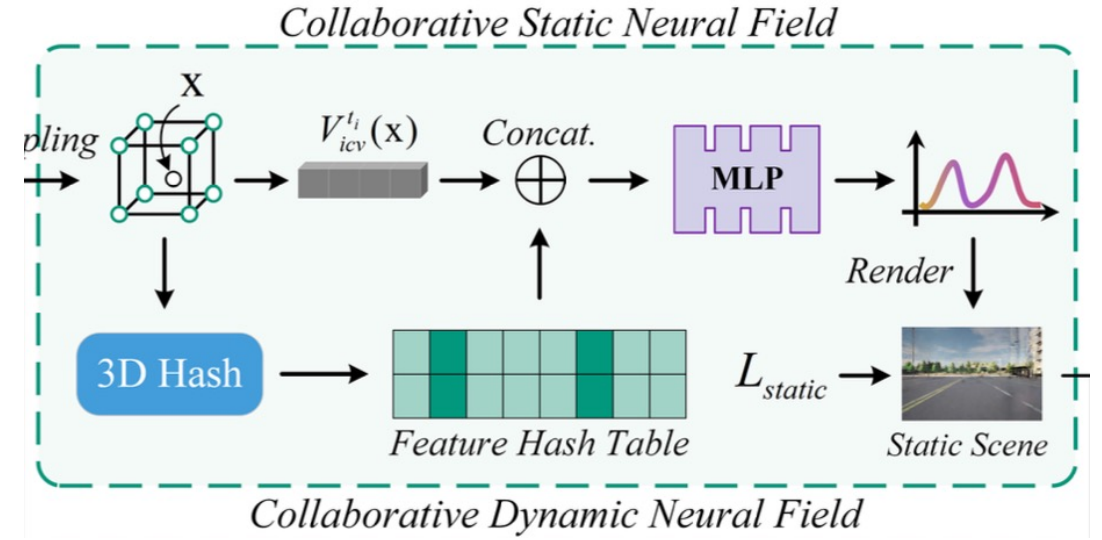 Collaborative Static Neural Field
x
pling
V_{icv}^{t_i}(x)
Concat.
MLP
Render
3D Hash
L_{static}
Feature Hash Table
Static Scene
Collaborative Dynamic Neural Field